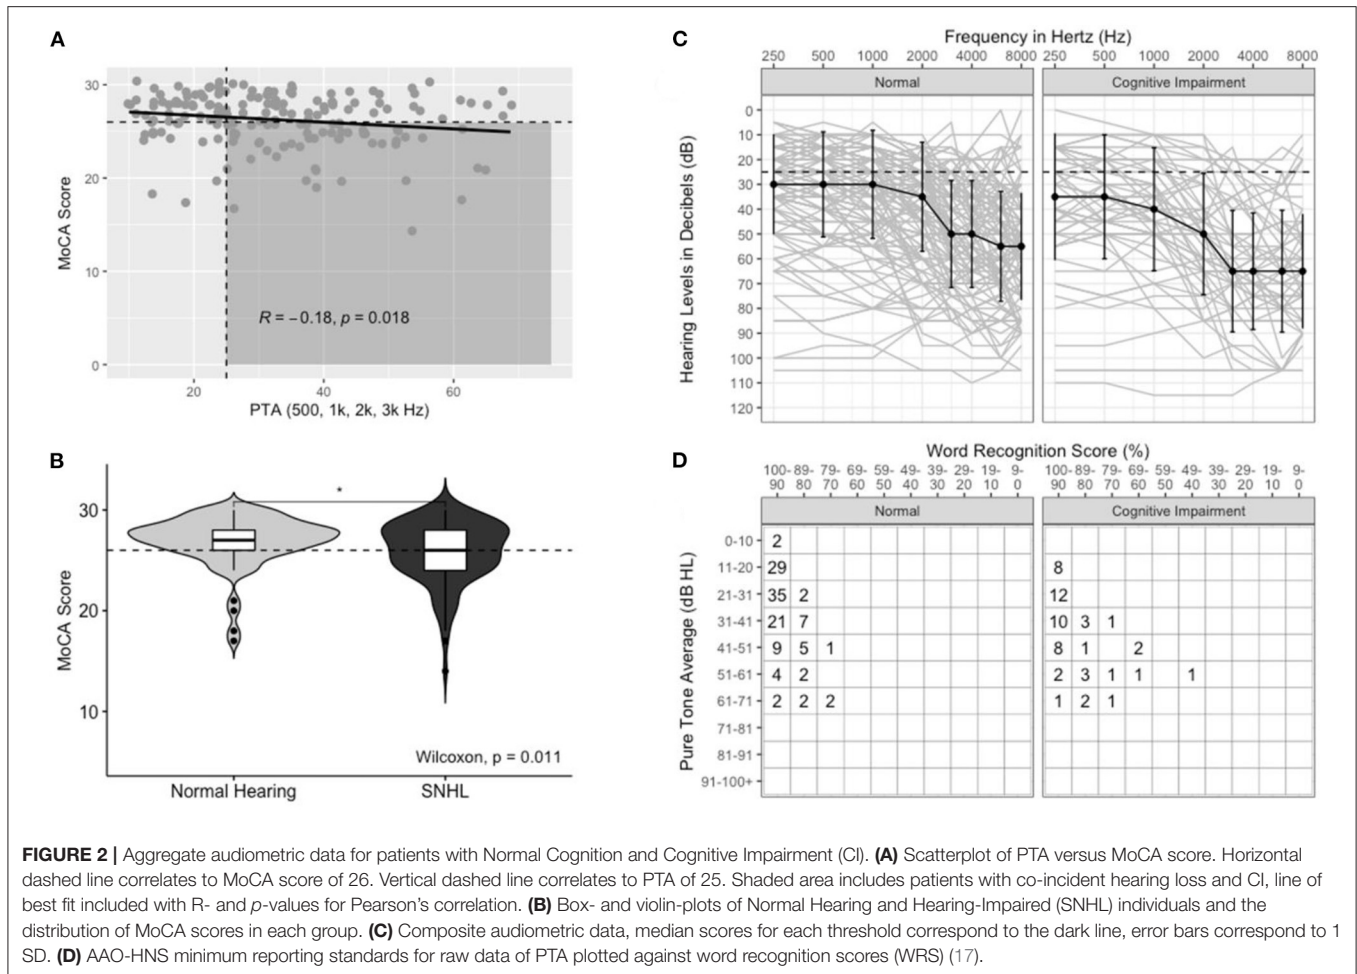 A
MoCA Score
30
20
10
0
R = −0.18, p = 0.018
20 40 60
PTA (500, 1k, 2k, 3k Hz)
B
MoCA Score
30
20
10
*
Wilcoxon, p = 0.011
Normal Hearing SNHL
C
Frequency in Hertz (Hz)
250 500 1000 2000 4000 8000 250 500 1000 2000 4000 8000
Normal Cognitive Impairment
Hearing Levels in Decibels (dB)
0
10
20
30
40
50
60
70
80
90
100
110
120
D
Word Recognition Score (%)
100- 89- 79- 69- 59- 49- 39- 29- 19- 9- 100- 89- 79- 69- 59- 49- 39- 29- 19- 9-
90 80 70 60 50 40 30 20 10 0 90 80 70 60 50 40 30 20 10 0
Normal Cognitive Impairment
Pure Tone Average (dB HL)
0-10 2
11-20 29 8
21-31 35 2 12
31-41 21 7 10 3 1
41-51 9 5 1 8 1 2
51-61 4 2 2 3 1 1 1
61-71 2 2 2 1 2 1
71-81
81-91
91-100+
FIGURE 2 | Aggregate audiometric data for patients with Normal Cognition and Cognitive Impairment (CI). (A) Scatterplot of PTA versus MoCA score. Horizontal
dashed line correlates to MoCA score of 26. Vertical dashed line correlates to PTA of 25. Shaded area includes patients with co-incident hearing loss and CI, line of
best fit included with R- and p-values for Pearson's correlation. (B) Box- and violin-plots of Normal Hearing and Hearing-Impaired (SNHL) individuals and the
distribution of MoCA scores in each group. (C) Composite audiometric data, median scores for each threshold correspond to the dark line, error bars correspond to 1
SD. (D) AAO-HNS minimum reporting standards for raw data of PTA plotted against word recognition scores (WRS) (17).